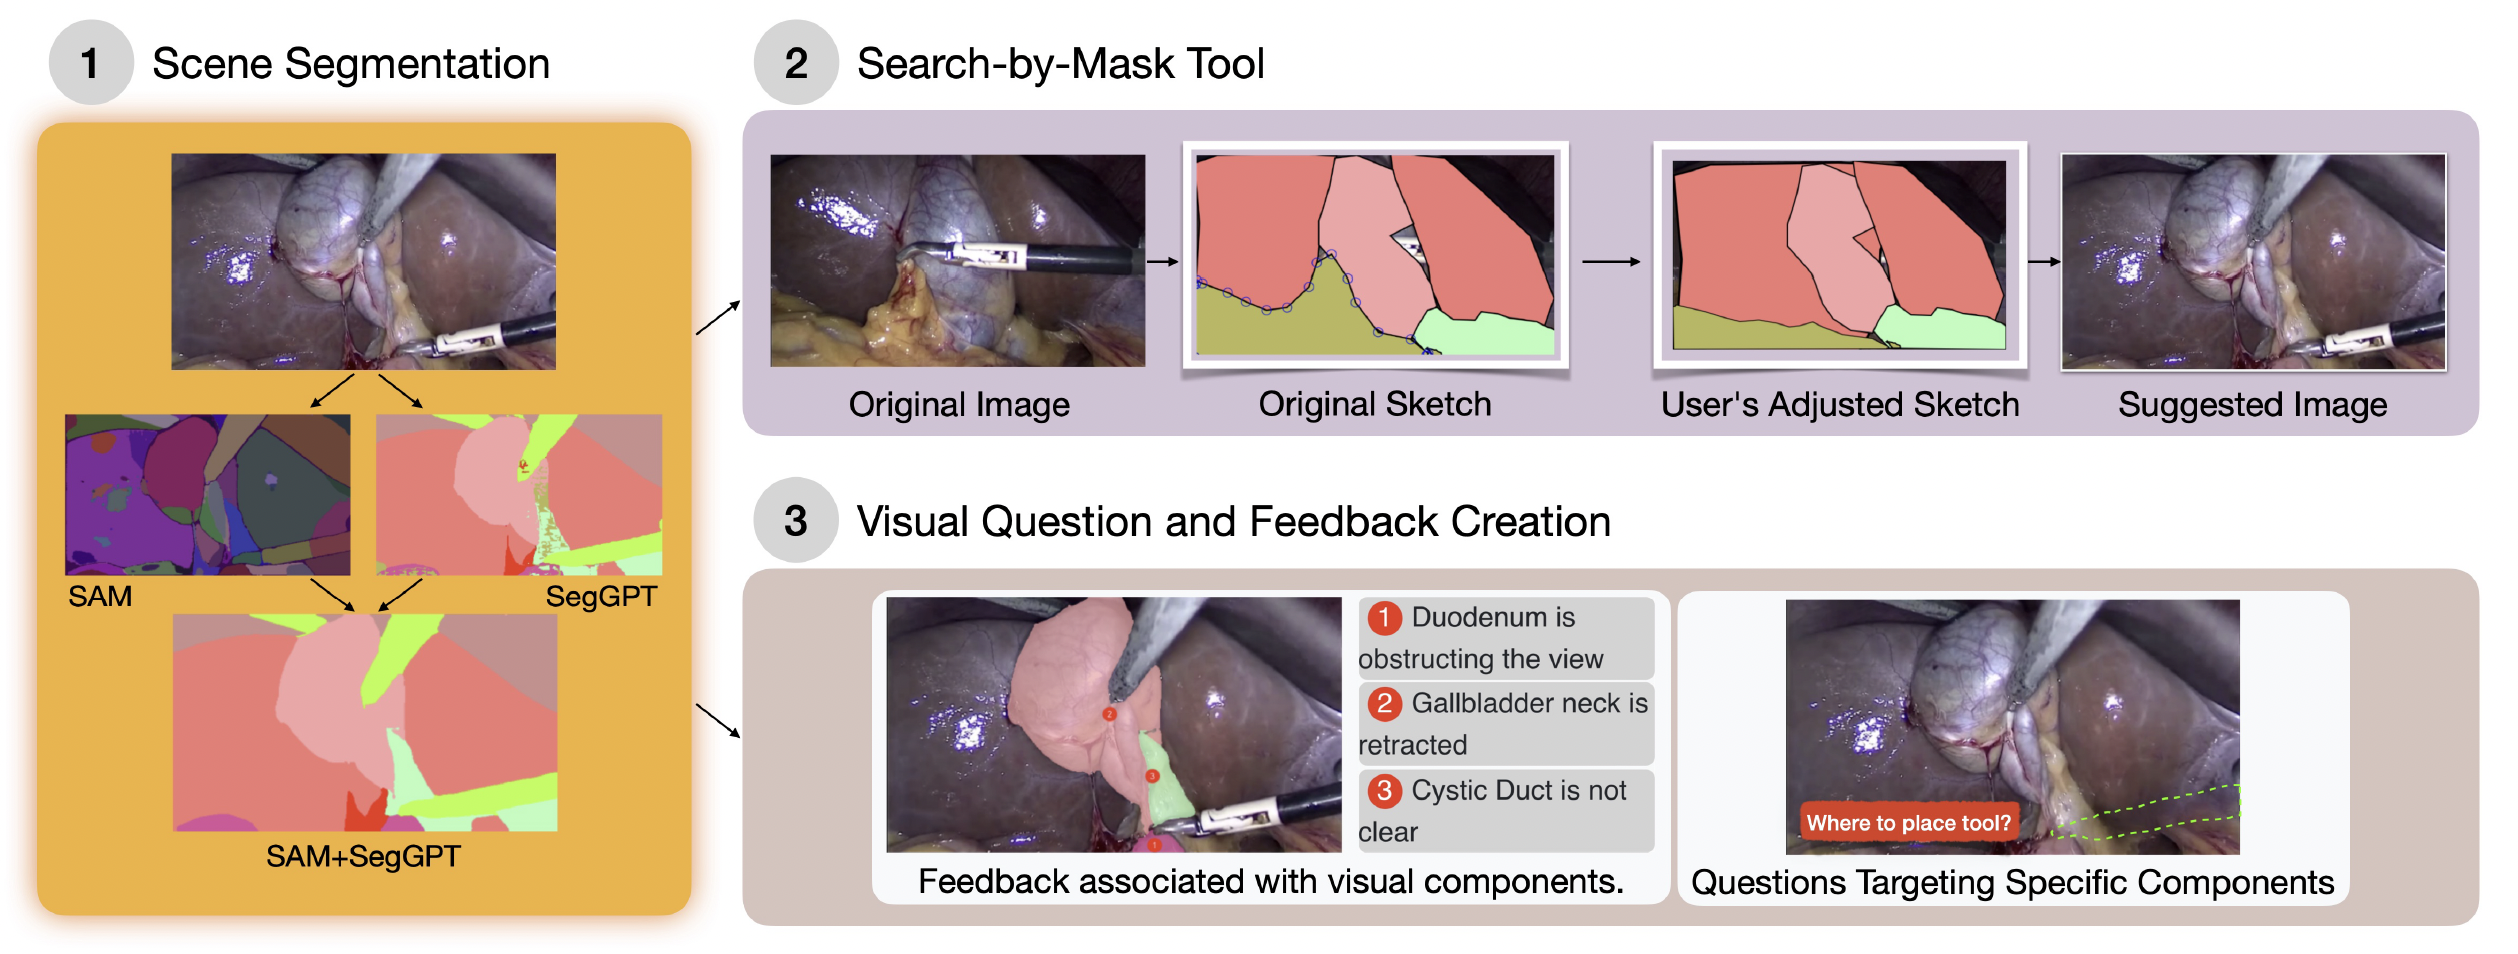 1 Scene Segmentation
SAM
SegGPT
SAM+SegGPT
2 Search-by-Mask Tool
Original Image
Original Sketch
User's Adjusted Sketch
Suggested Image
3 Visual Question and Feedback Creation
2
3
1
1 Duodenum is
obstructing the view
2 Gallbladder neck is
retracted
3 Cystic Duct is not
clear
Feedback associated with visual components.
Where to place tool?
Questions Targeting Specific Components